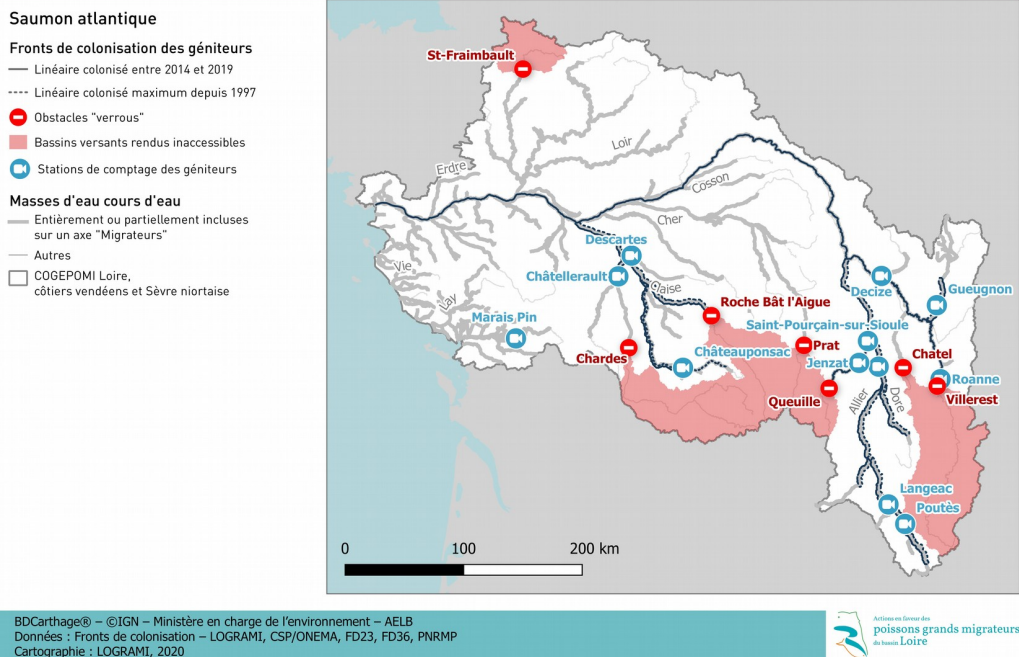 Saumon atlantique
Fronts de colonisation des géniteurs
Linéaire colonisé entre 2014 et 2019
Linéaire colonisé maximum depuis 1997
Obstacles "verrous"
Bassins versants rendus inaccessibles
Stations de comptage des géniteurs
Masses d'eau cours d'eau
Entièrement ou partiellement incluses
sur un axe "Migrateurs"
Autres
COGEPOMI Loire,
côtiers vendéens et Sèvre niortaise
St-Fraimbault
Loir
Erdre
Cosson
Cher
Descartes
Vie
Châtellerault
Claise
Decize
Gueugnon
Lay
Roche Bât l'Aigue
Marais Pin
Saint-Pourçain-sur-Sioule
Prat
Châteauponsac
Chardes
Jenzat
Chatel
Roanne
Queuille
Allier
Dore
Villerest
Langeac
Poutès
0 100 200 km
BDCarthage® – ©IGN – Ministère en charge de l'environnement – AELB
Données : Fronts de colonisation – LOGRAMI, CSP/ONEMA, FD23, FD36, PNRMP
Cartographie : LOGRAMI, 2020
Actions en faveur des
poissons grands migrateurs
du bassin Loire